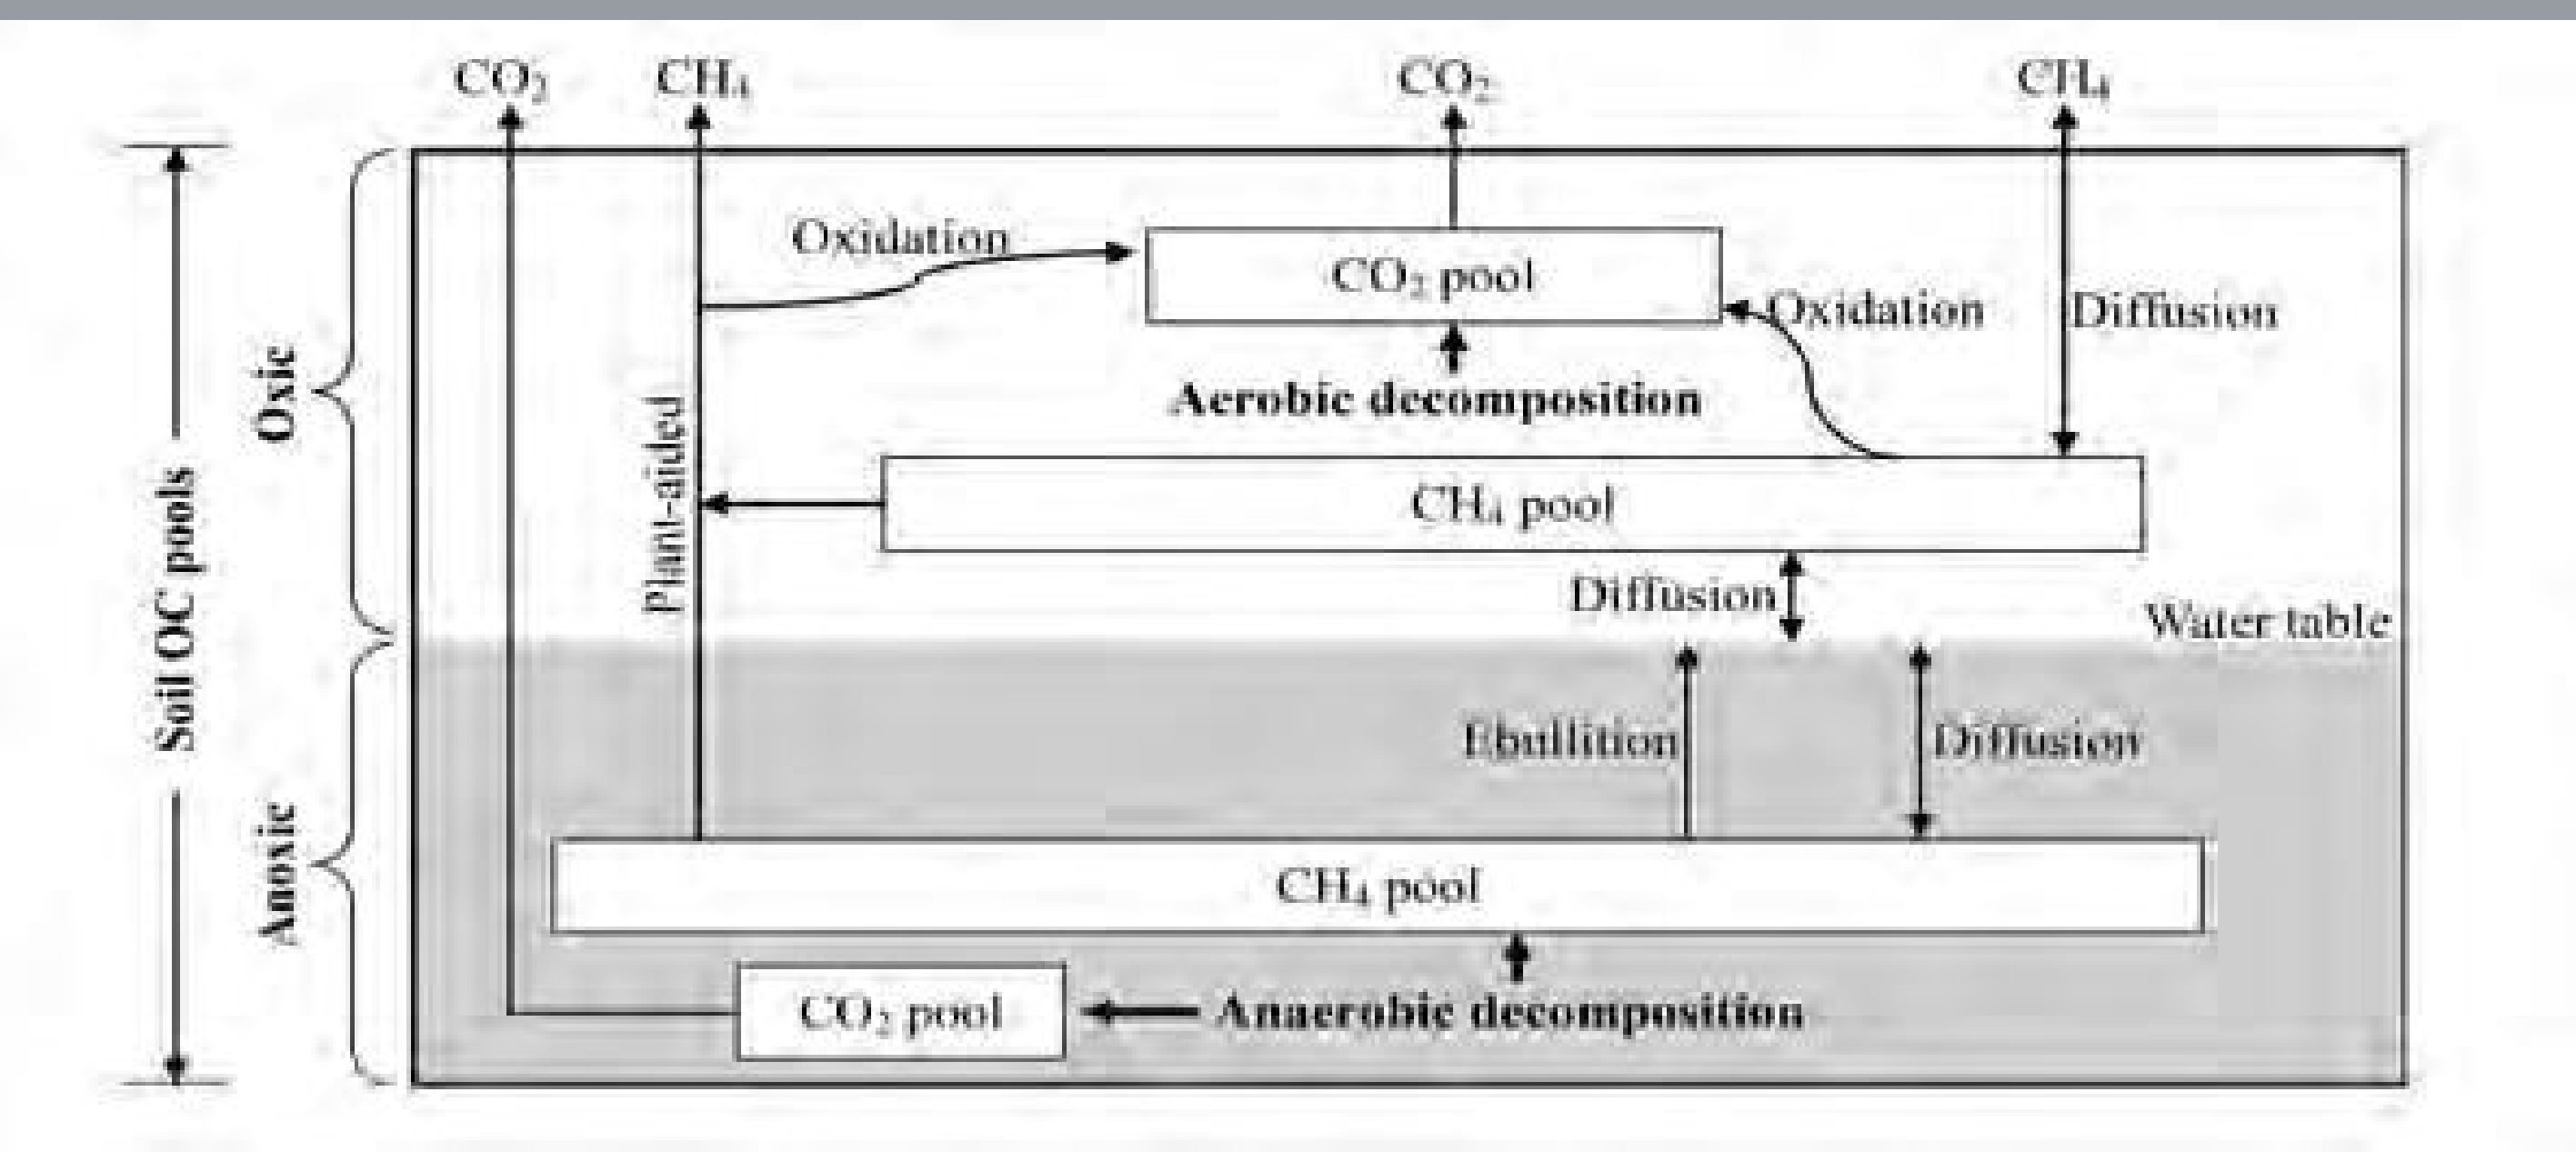 CO₂
CH₄
CO₂
CH₄
Oxidation
CO₂ pool
Oxidation
Diffusion
Aerobic decomposition
Oxic
Plant-aided
CH₄ pool
Soil OC pools
Diffusion
Water table
Ebullition
Diffusion
Anoxic
CH₄ pool
CO₂ pool
Anaerobic decomposition